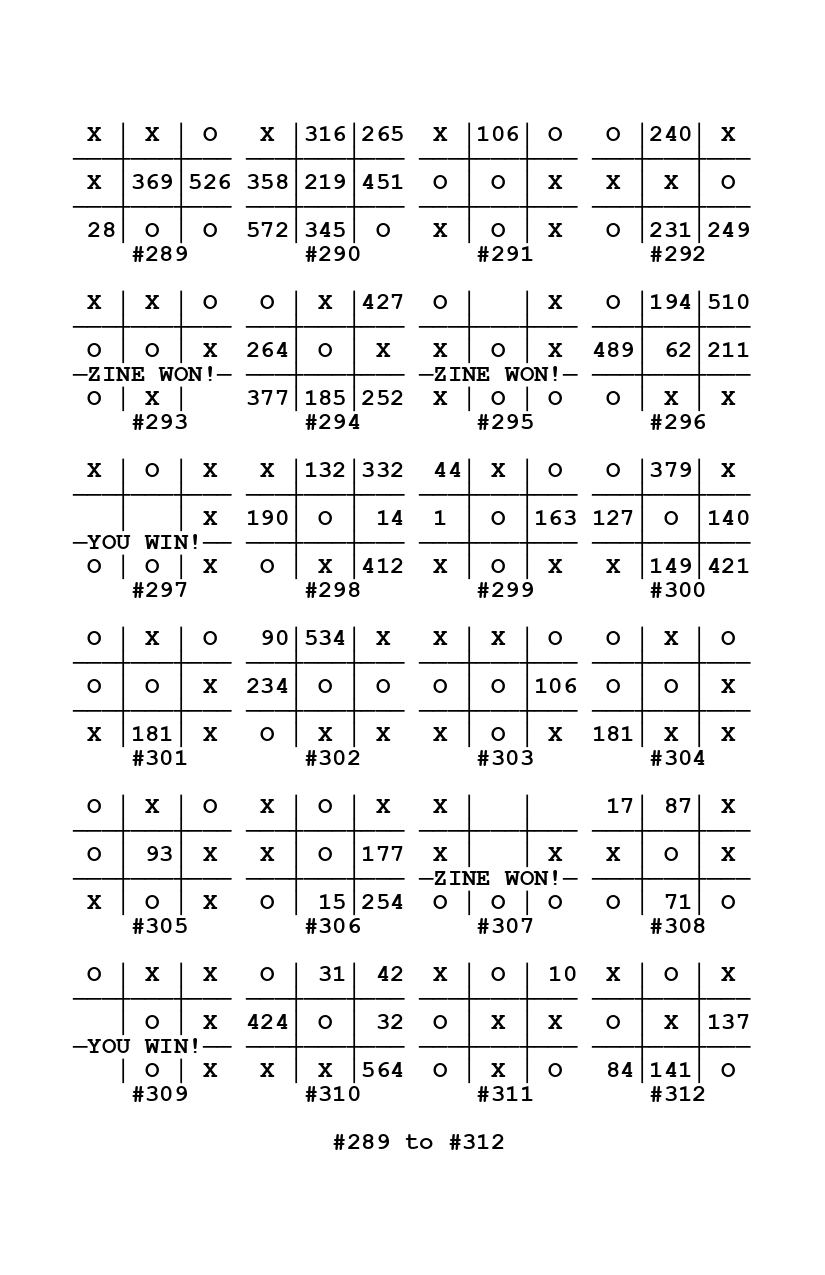 X | X | O X |316|265 X |106| O O |240| X
X |369|526 358|219|451 O | O | X X | X | O
28| O | O 572|345| O X | O | X O |231|249
#289 #290 #291 #292
X | X | O O | X |427 O | | X O |194|510
O | O | X 264| O | X X | O | X 489| 62|211
—ZINE WON!— —ZINE WON!—
O | X | 377|185|252 X | O | O O | X | X
#293 #294 #295 #296
X | O | X X |132|332 44| X | O O |379| X
| | X 190| O | 14 1 | O |163 127| O |140
—YOU WIN!——
O | O | X O | X |412 X | O | X X |149|421
#297 #298 #299 #300
O | X | O 90|534| X X | X | O O | X | O
O | O | X 234| O | O O | O |106 O | O | X
X |181| X O | X | X X | O | X 181| X | X
#301 #302 #303 #304
O | X | O X | O | X X | | 17| 87| X
O | 93| X X | O |177 X | | X X | O | X
—ZINE WON!—
X | O | X O | 15|254 O | O | O O | 71| O
#305 #306 #307 #308
O | X | X O | 31| 42 X | O | 10 X | O | X
| O | X 424| O | 32 O | X | X O | X |137
—YOU WIN!——
| O | X X | X |564 O | X | O 84|141| O
#309 #310 #311 #312
#289 to #312